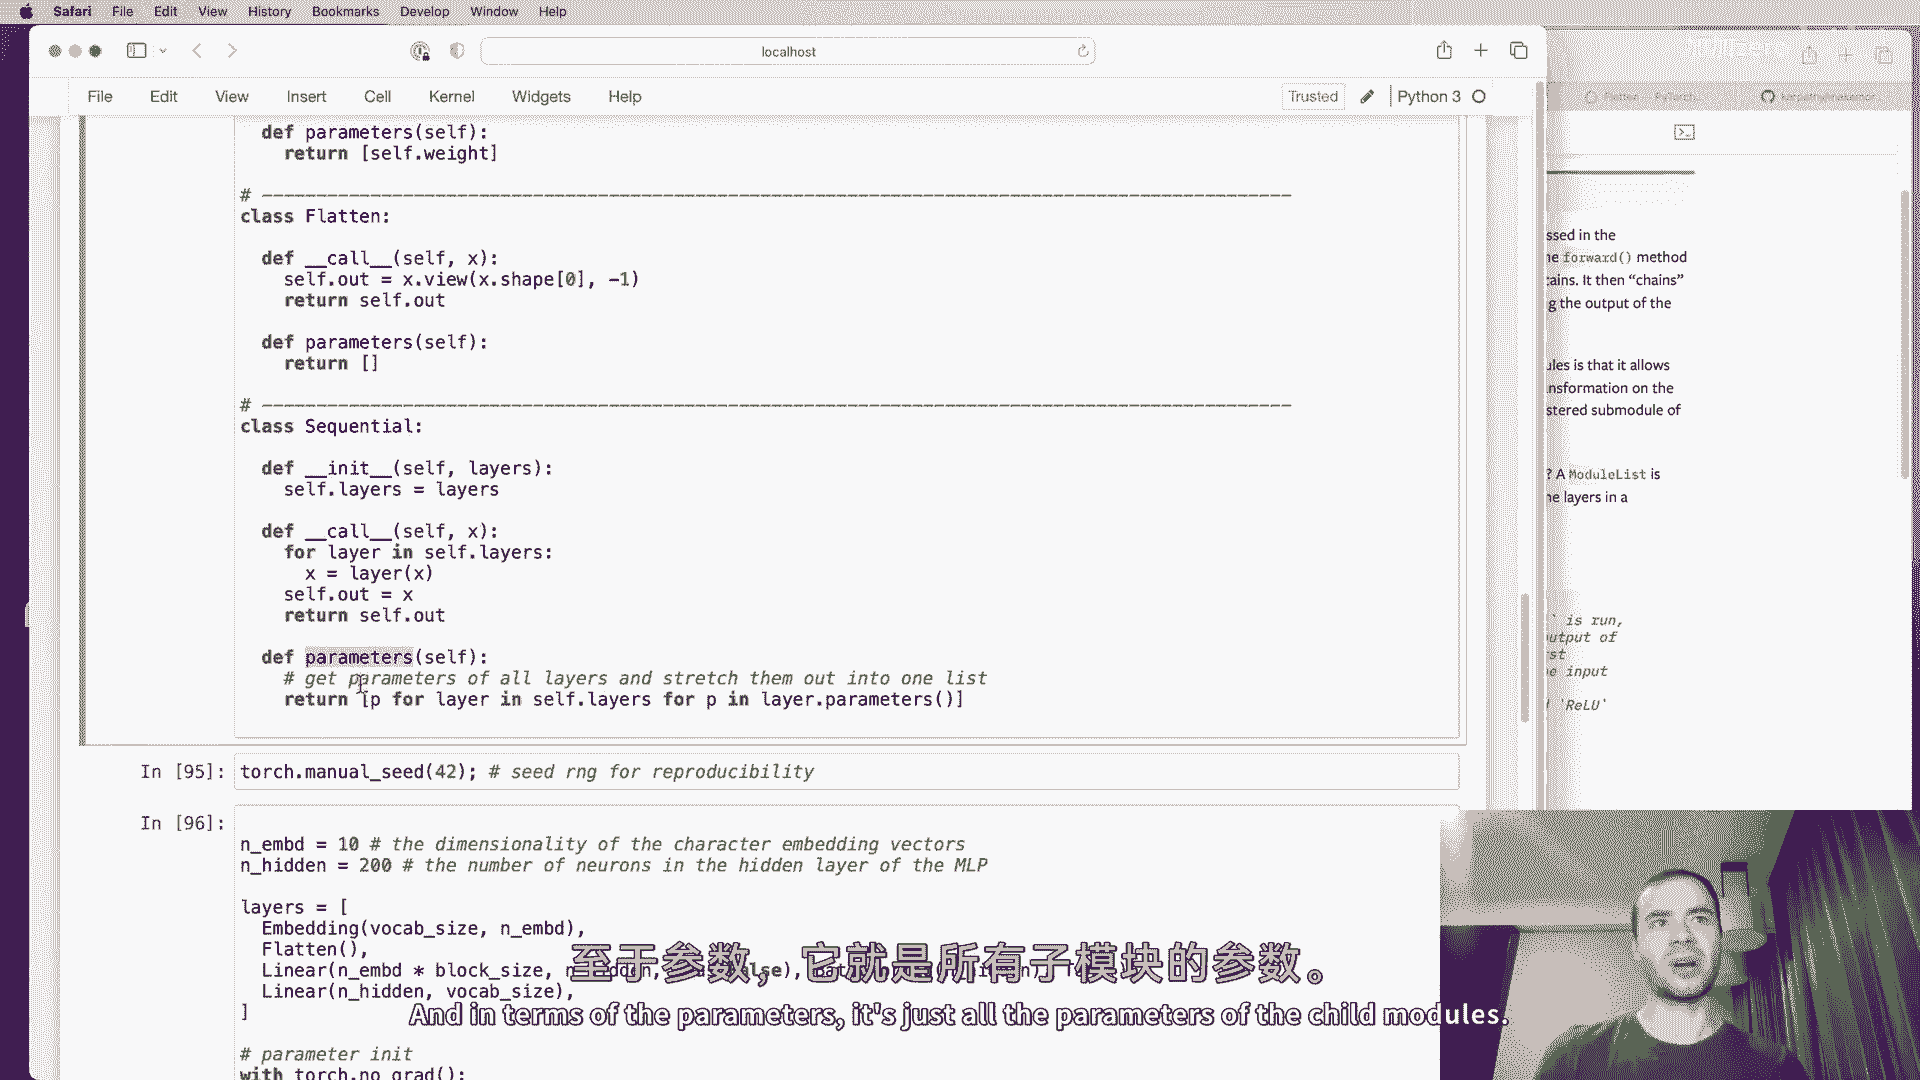 Safari File Edit View History Bookmarks Develop Window Help
localhost
File Edit View Insert Cell Kernel Widgets Help
Trusted Python 3
def parameters(self):
return [self.weight]
# -----------------------------------------------------------------------------------------------
class Flatten:
def __call__(self, x):
self.out = x.view(x.shape[0], -1)
return self.out
def parameters(self):
return []
# -----------------------------------------------------------------------------------------------
class Sequential:
def __init__(self, layers):
self.layers = layers
def __call__(self, x):
for layer in self.layers:
x = layer(x)
self.out = x
return self.out
def parameters(self):
# get parameters of all layers and stretch them out into one list
return [p for layer in self.layers for p in layer.parameters()]
In [95]: torch.manual_seed(42); # seed rng for reproducibility
In [96]:
n_embd = 10 # the dimensionality of the character embedding vectors
n_hidden = 200 # the number of neurons in the hidden layer of the MLP
layers = [
Embedding(vocab_size, n_embd),
Flatten(),
Linear(n_embd * block_size,
Linear(n_hidden, vocab_size),
]
# parameter init
with torch.no_grad():
至于参数，它就是所有子模块的参数。
And in terms of the parameters, it's just all the parameters of the child modules.
ssed in the
forward() method
It then “chains”
g the output of the
ules is that it allows
nsformation on the
stered submodule of
? A ModuleList is
he layers in a
` is run,
utput of
st
e input
`ReLU`